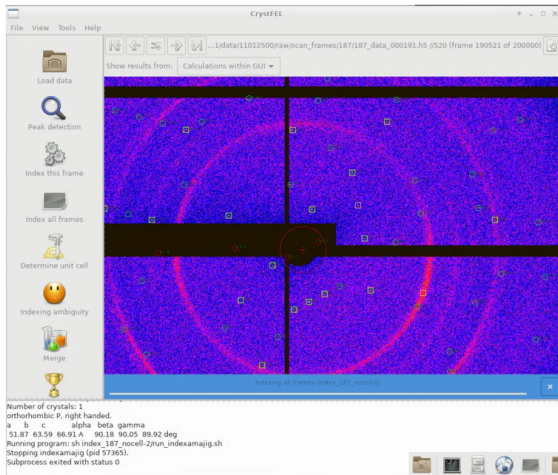 CrystFEL
File View Tools Help
...1/data/11012500/raw/scan_frames/187/187_data_000191.h5 //520 (frame 190521 of 200000)
Show results from: Calculations within GUI
Load data
Peak detection
Index this frame
Index all frames
Determine unit cell
Indexing ambiguity
Merge
Indexing all frames (index_187_nocell-2)
Number of crystals: 1
orthorhombic P, right handed.
a b c alpha beta gamma
51.87 63.59 66.91 A 90.18 90.05 89.92 deg
Running program: sh index_187_nocell-2/run_indexamajig.sh
Stopping indexamajig (pid 57365).
Subprocess exited with status 0